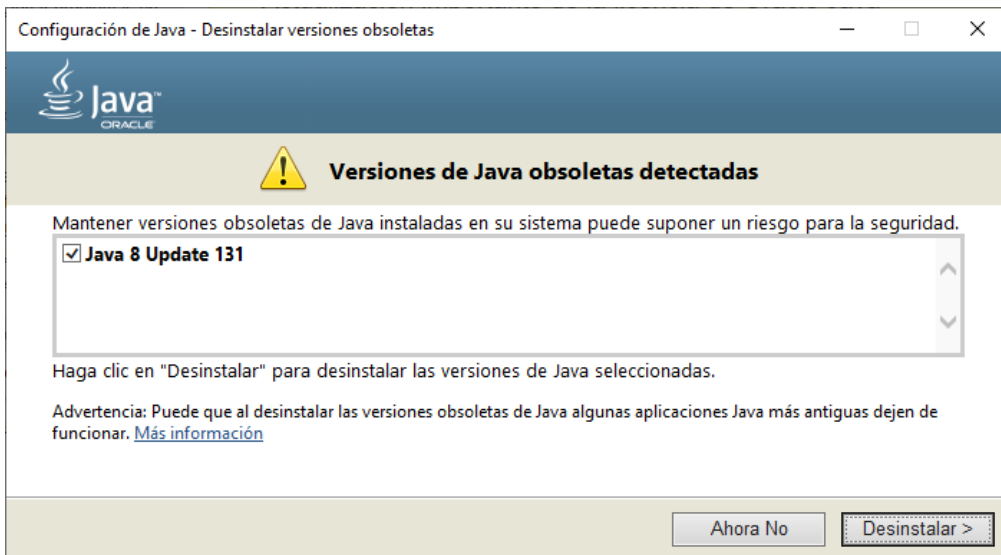 Configuración de Java - Desinstalar versiones obsoletas
Java™
ORACLE
Versiones de Java obsoletas detectadas
Mantener versiones obsoletas de Java instaladas en su sistema puede suponer un riesgo para la seguridad.
Java 8 Update 131
Haga clic en "Desinstalar" para desinstalar las versiones de Java seleccionadas.
Advertencia: Puede que al desinstalar las versiones obsoletas de Java algunas aplicaciones Java más antiguas dejen de
funcionar. Más información
Ahora No
Desinstalar >